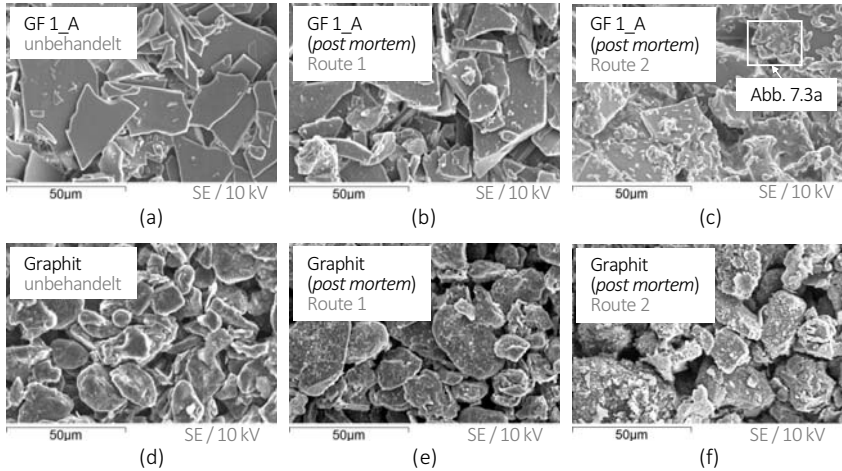 GF 1_A
unbehandelt
50µm
SE / 10 kV
(a)
GF 1_A
(post mortem)
Route 1
50µm
SE / 10 kV
(b)
GF 1_A
(post mortem)
Route 2
Abb. 7.3a
50µm
SE / 10 kV
(c)
Graphit
unbehandelt
50µm
SE / 10 kV
(d)
Graphit
(post mortem)
Route 1
50µm
SE / 10 kV
(e)
Graphit
(post mortem)
Route 2
50µm
SE / 10 kV
(f)